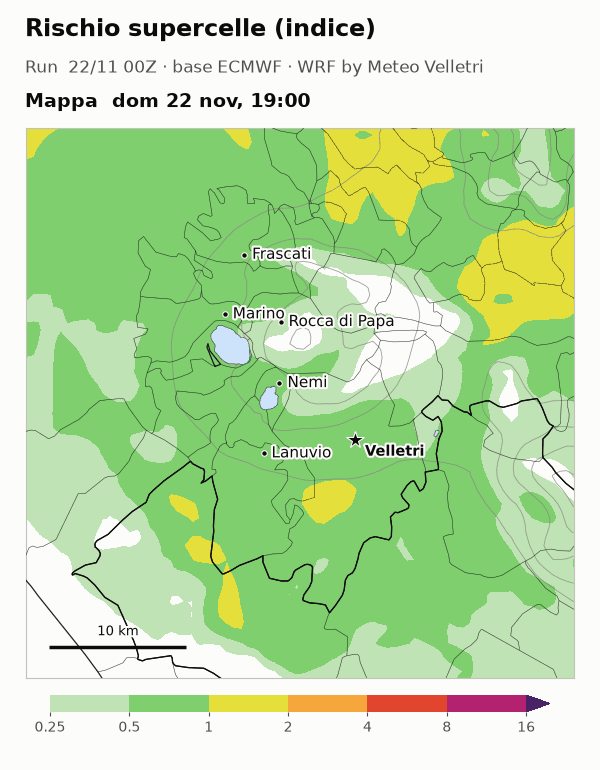 Rischio supercelle (indice)
Run  22/11 00Z · base ECMWF · WRF by Meteo Velletri
Mappa  dom 22 nov, 19:00
Frascati
Marino
Rocca di Papa
Nemi
Velletri
Lanuvio
10 km
0.25 0.5 1 2 4 8 16